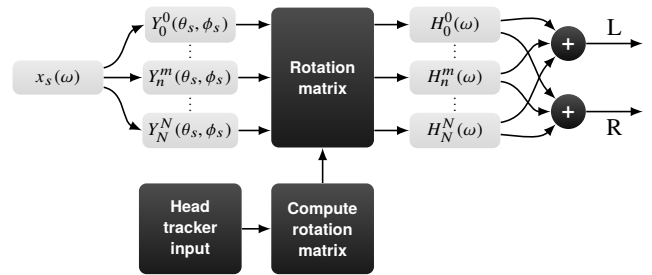 x_s(ω)
Y_0^0(θ_s, ϕ_s)
⋮
Y_n^m(θ_s, ϕ_s)
⋮
Y_N^N(θ_s, ϕ_s)
Rotation
matrix
H_0^0(ω)
⋮
H_n^m(ω)
⋮
H_N^N(ω)
+
L
+
R
Head
tracker
input
Compute
rotation
matrix